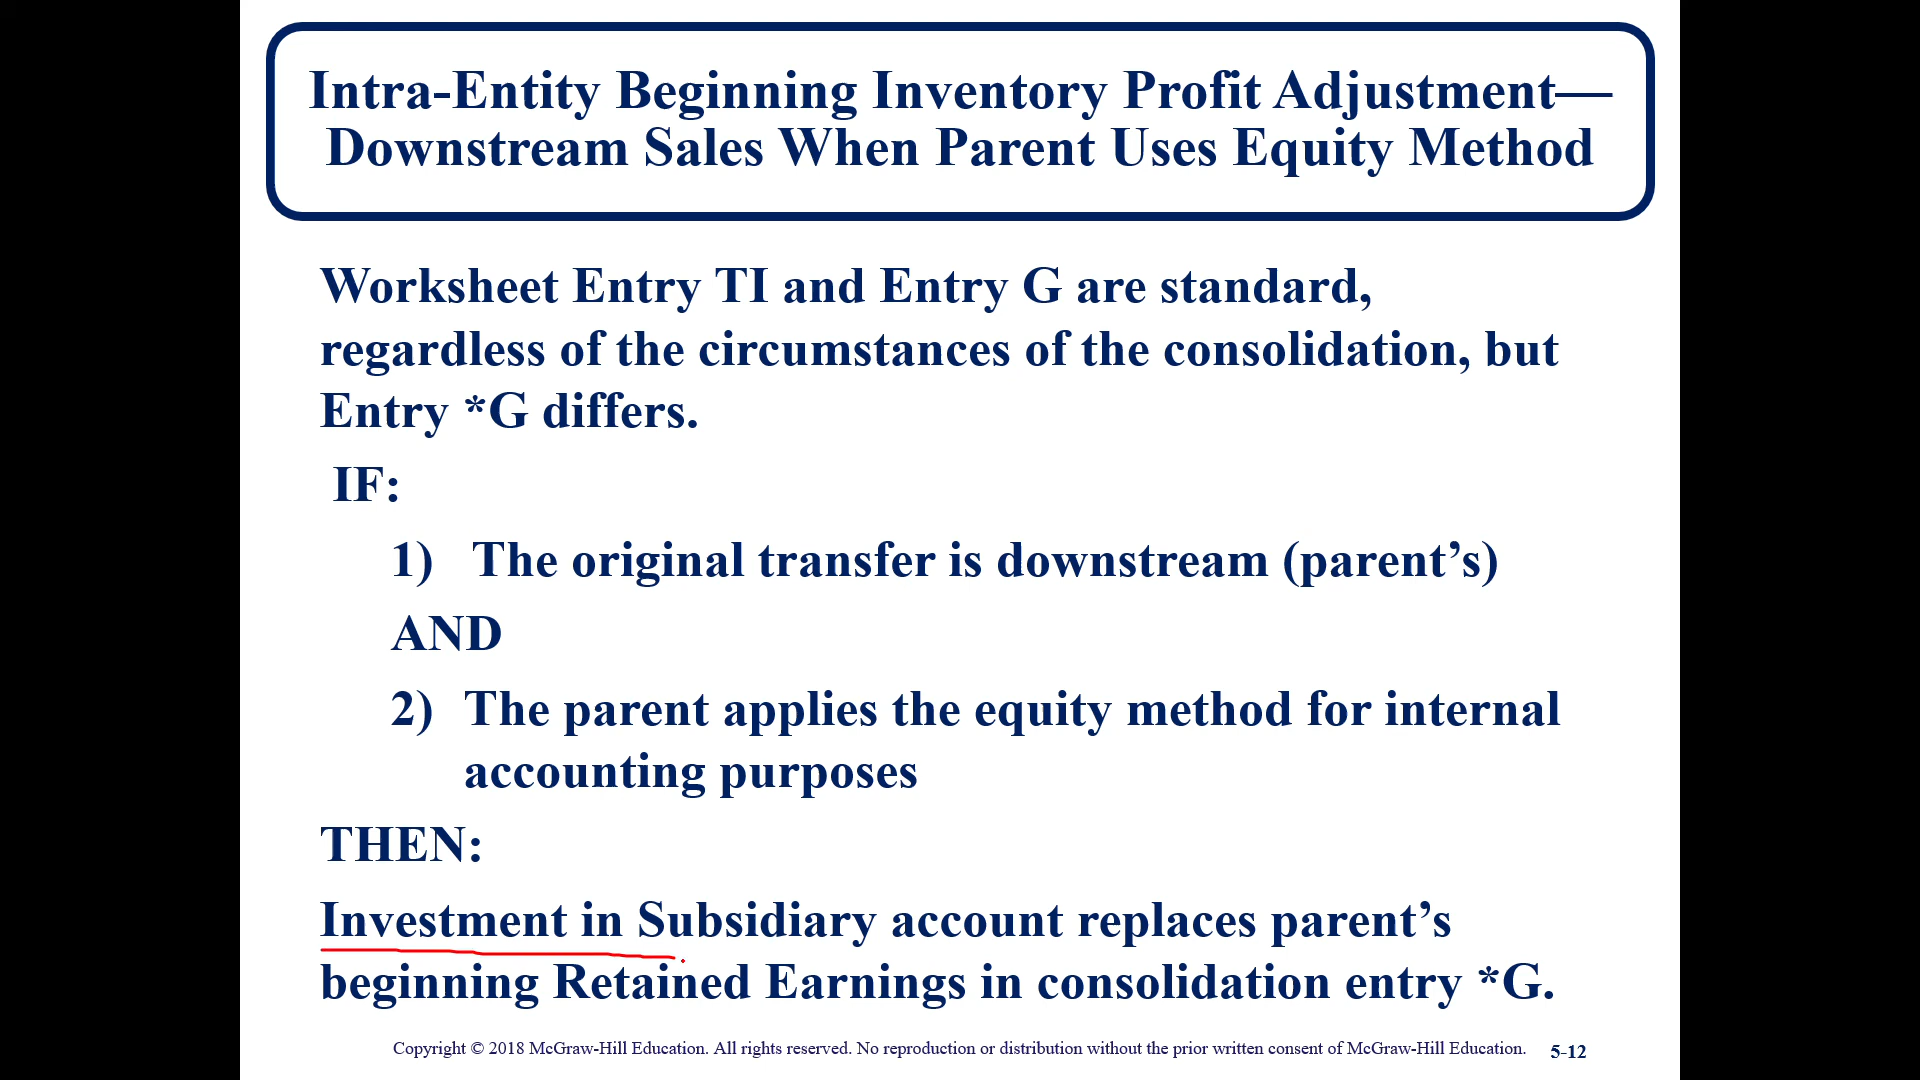 Intra-Entity Beginning Inventory Profit Adjustment—
Downstream Sales When Parent Uses Equity Method
Worksheet Entry TI and Entry G are standard,
regardless of the circumstances of the consolidation, but
Entry *G differs.
IF:
1) The original transfer is downstream (parent’s)
AND
2) The parent applies the equity method for internal
accounting purposes
THEN:
Investment in Subsidiary account replaces parent’s
beginning Retained Earnings in consolidation entry *G.
Copyright © 2018 McGraw-Hill Education. All rights reserved. No reproduction or distribution without the prior written consent of McGraw-Hill Education. 5-12